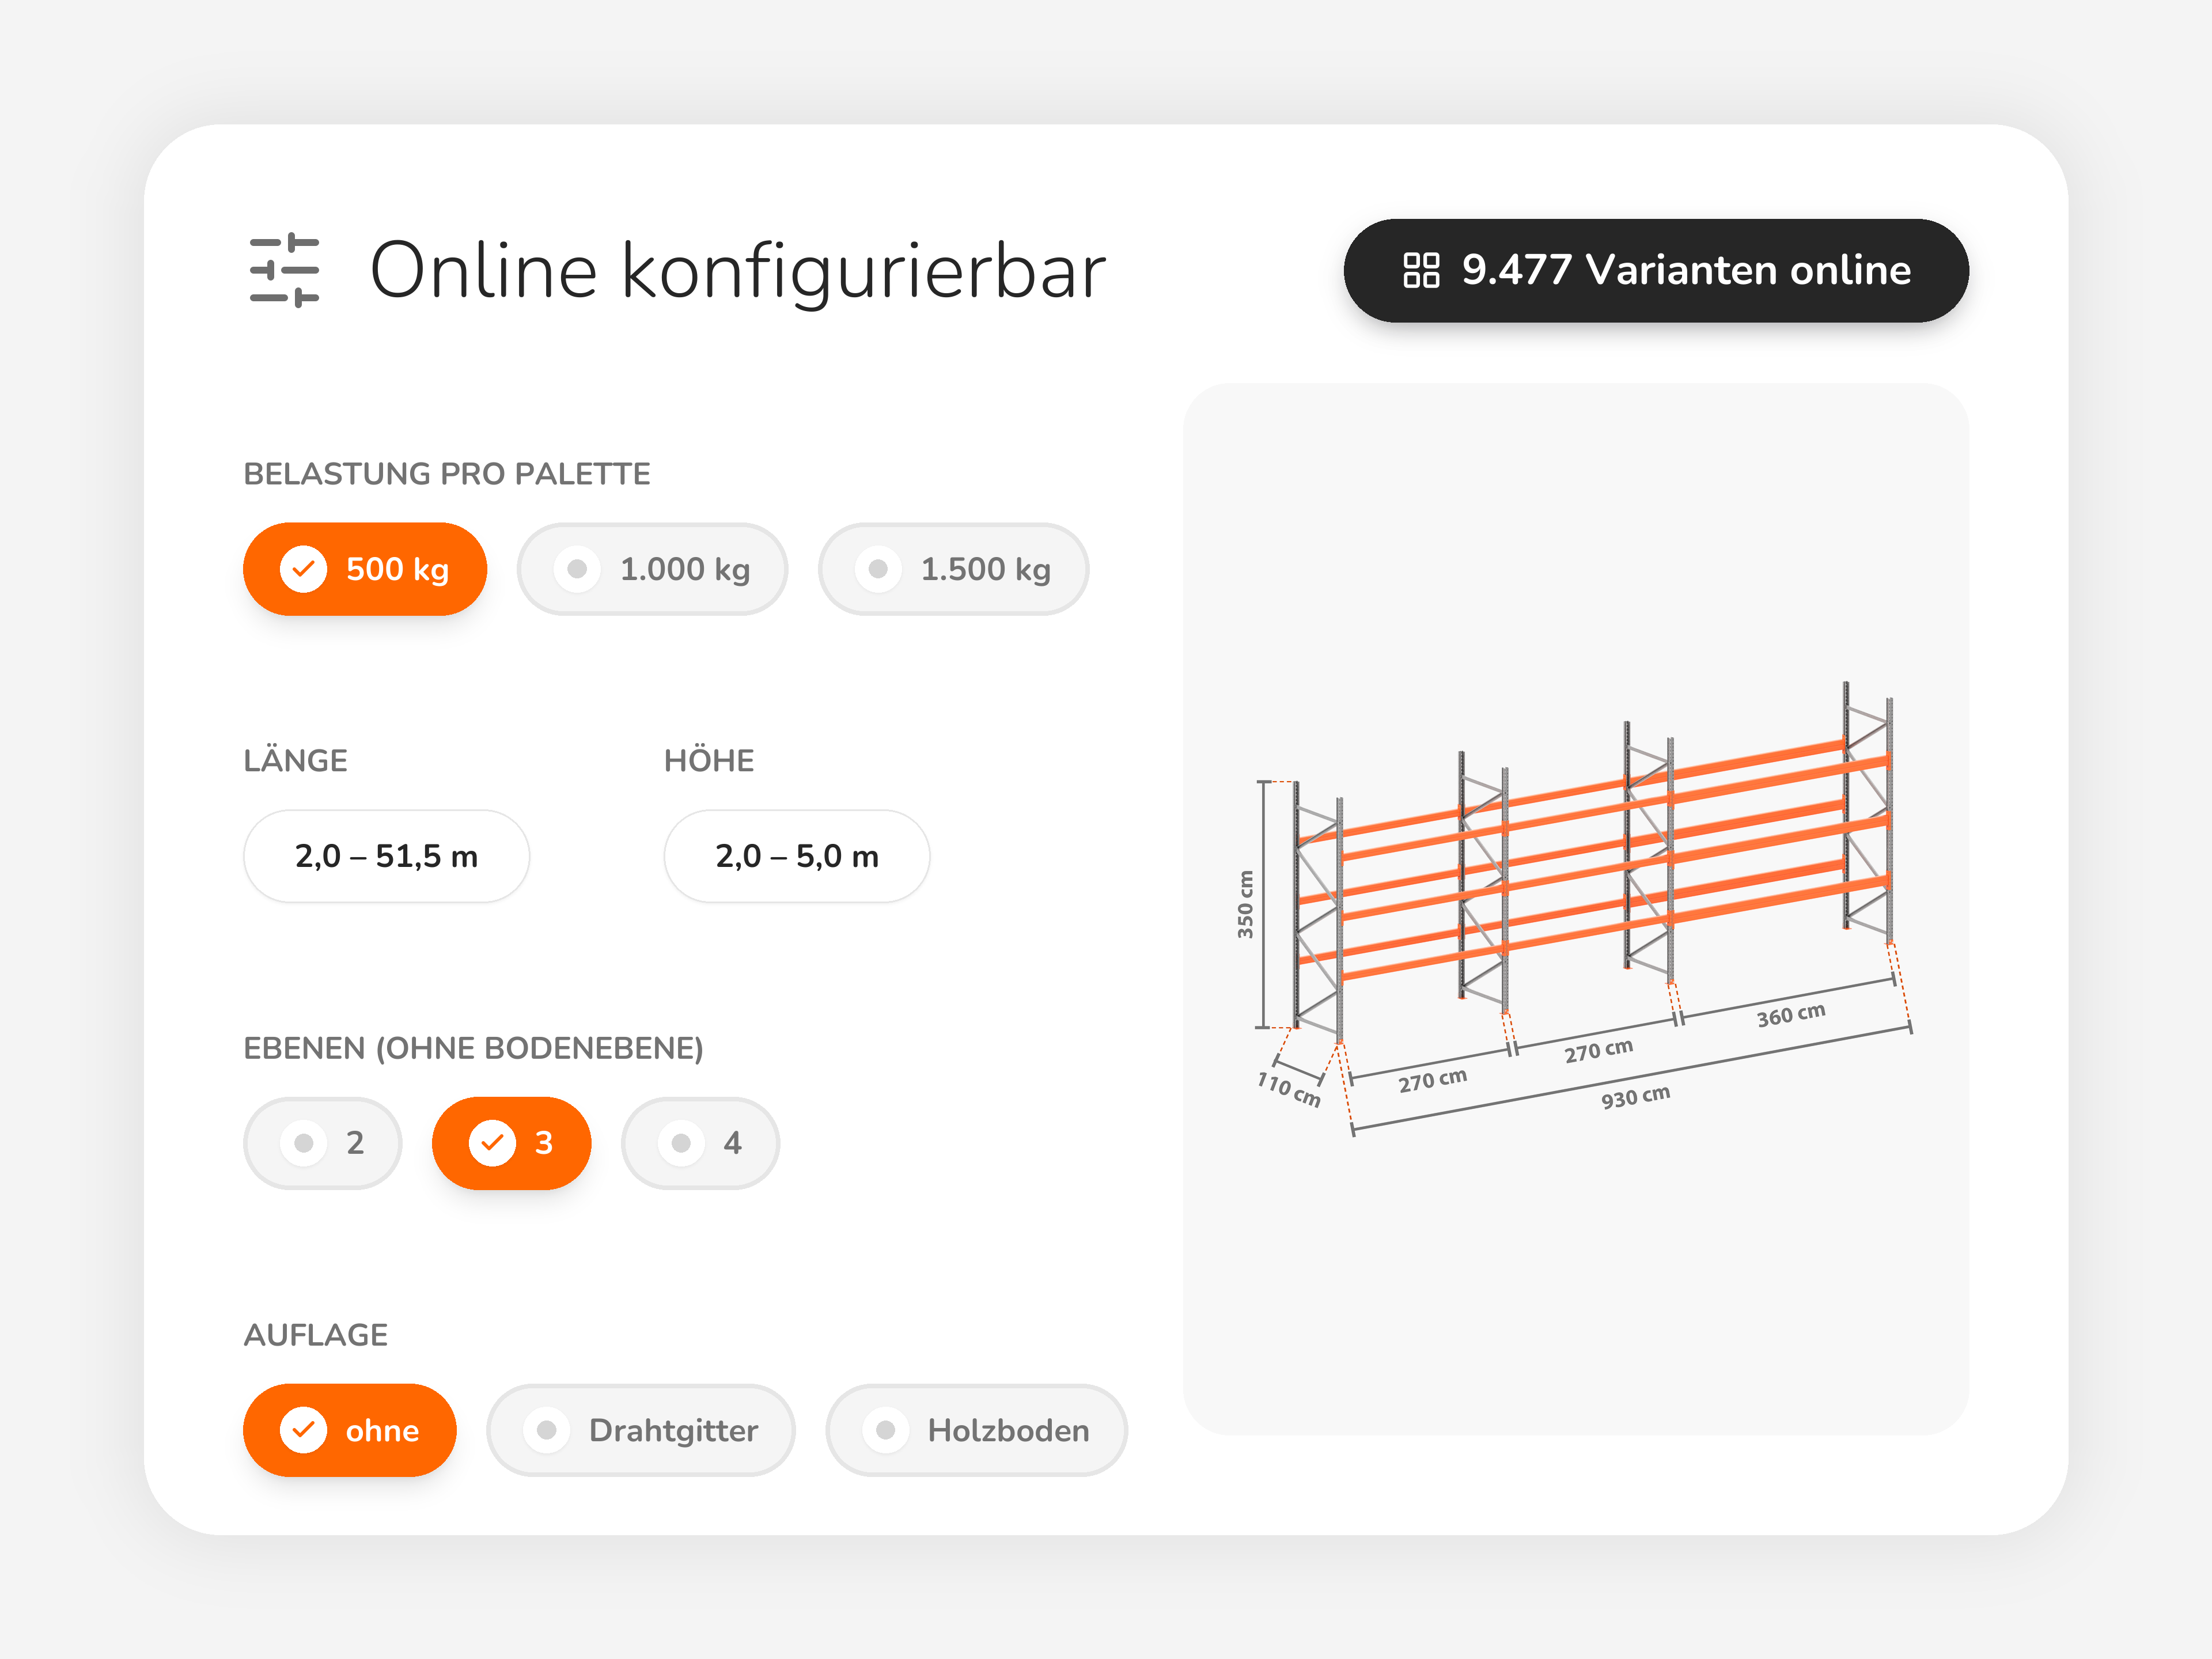 Online konfigurierbar
9.477 Varianten online
BELASTUNG PRO PALETTE
500 kg
1.000 kg
1.500 kg
LÄNGE
HÖHE
2,0 – 51,5 m
2,0 – 5,0 m
EBENEN (OHNE BODENEBENE)
2
3
4
AUFLAGE
ohne
Drahtgitter
Holzboden
350 cm
110 cm
270 cm
270 cm
360 cm
930 cm